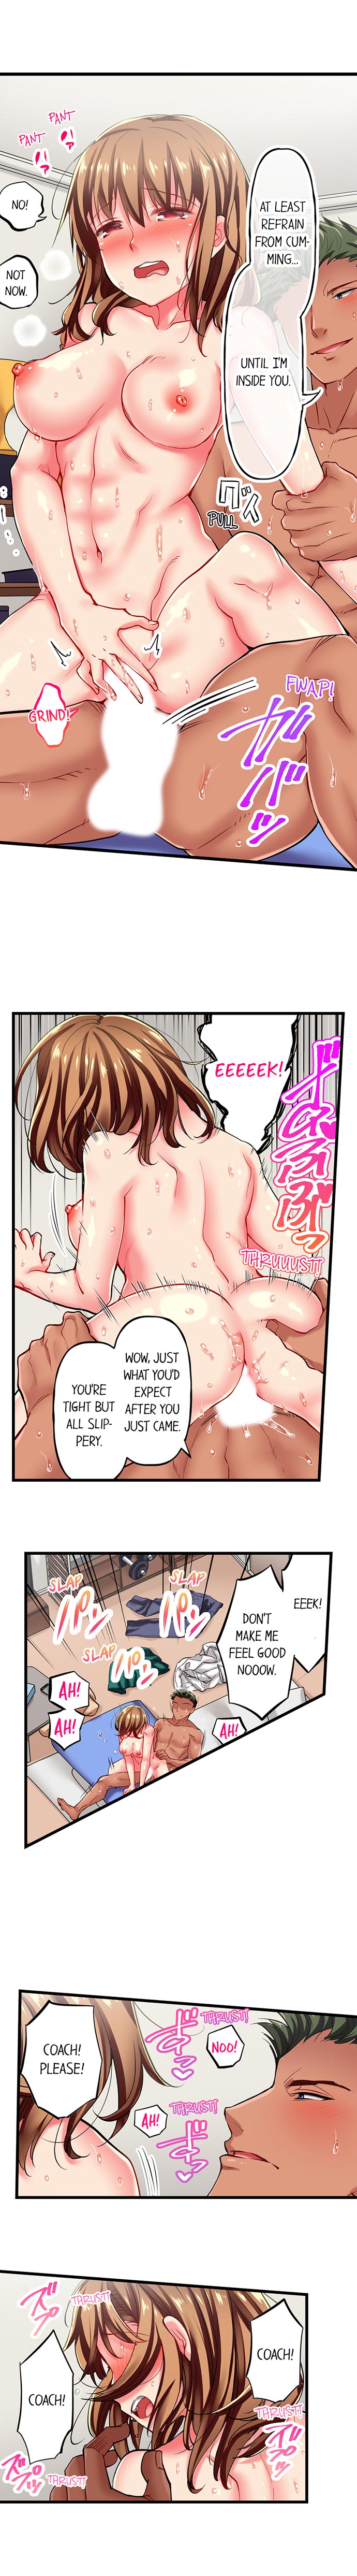 PANT
PANT
NO!
NOT
NOW.
AT LEAST
REFRAIN
FROM CUM-
MING...
UNTIL I'M
INSIDE YOU.
グイ
PULL
GRIND!
FWAP!
ガバッ
EEEEEK!
THRUUUST!
WOW, JUST
WHAT YOU'D
EXPECT
AFTER YOU
JUST CAME.
YOU'RE
TIGHT BUT
ALL SLIP-
PERY.
SLAP
SLAP
SLAP
パン
パン
パン
EEEK!
DON'T
MAKE ME
FEEL GOOD
NOOOW.
AH!
AH!
AH!
COACH!
PLEASE!
THRUST!
NOO!
AH!
THRUST!
THRUST!
COACH!
COACH!
THRUST!
THRUST!